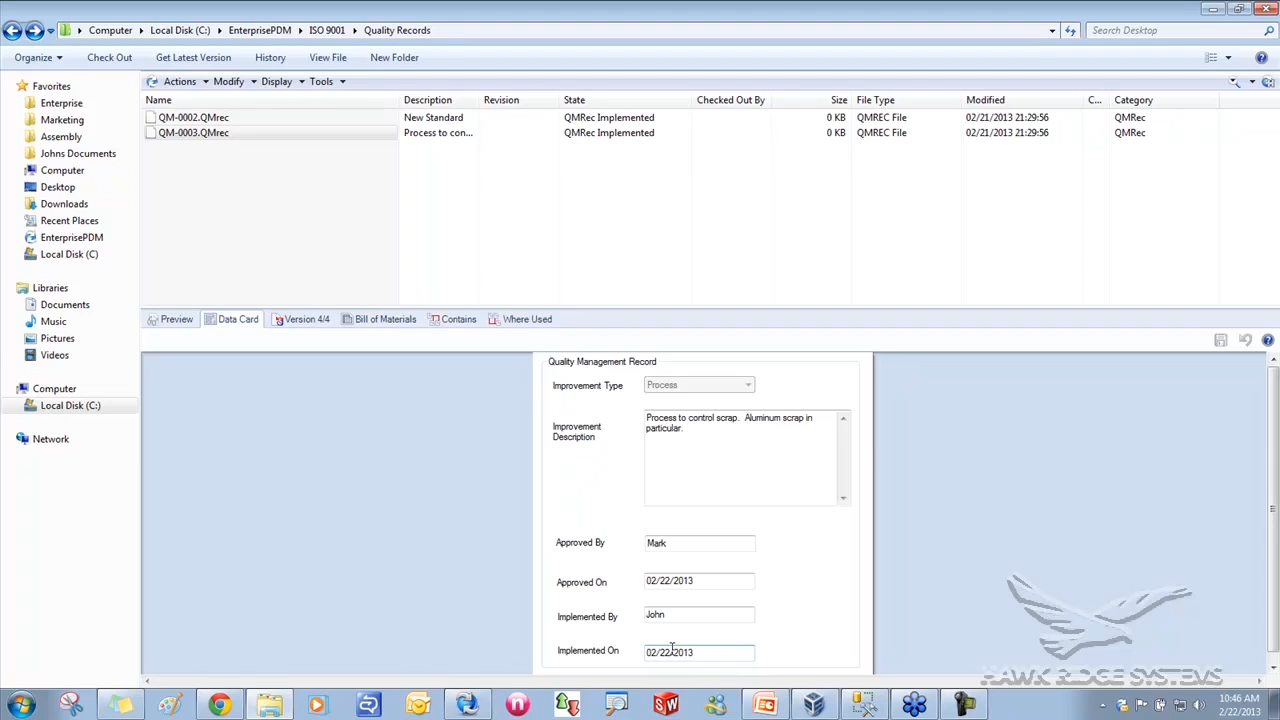 Computer Local Disk (C:) EnterprisePDM ISO 9001 Quality Records
Search Desktop
Organize Check Out Get Latest Version History View File New Folder
Favorites
Enterprise
Marketing
Assembly
Johns Documents
Computer
Desktop
Downloads
Recent Places
EnterprisePDM
Local Disk (C)
Libraries
Documents
Music
Pictures
Videos
Computer
Local Disk (C:)
Network
Actions Modify Display Tools
Name Description Revision State Checked Out By Size File Type Modified C... Category
QM-0002.QMrec New Standard QMRec Implemented 0 KB QMREC File 02/21/2013 21:29:56 QMRec
QM-0003.QMrec Process to con... QMRec Implemented 0 KB QMREC File 02/21/2013 21:29:56 QMRec
Preview Data Card Version 4/4 Bill of Materials Contains Where Used
Quality Management Record
Improvement Type Process
Improvement
Description
Process to control scrap. Aluminum scrap in
particular.
Approved By Mark
Approved On 02/22/2013
Implemented By John
Implemented On 02/22/2013
HAWK RIDGE SYSTEMS
10:46 AM
2/22/2013